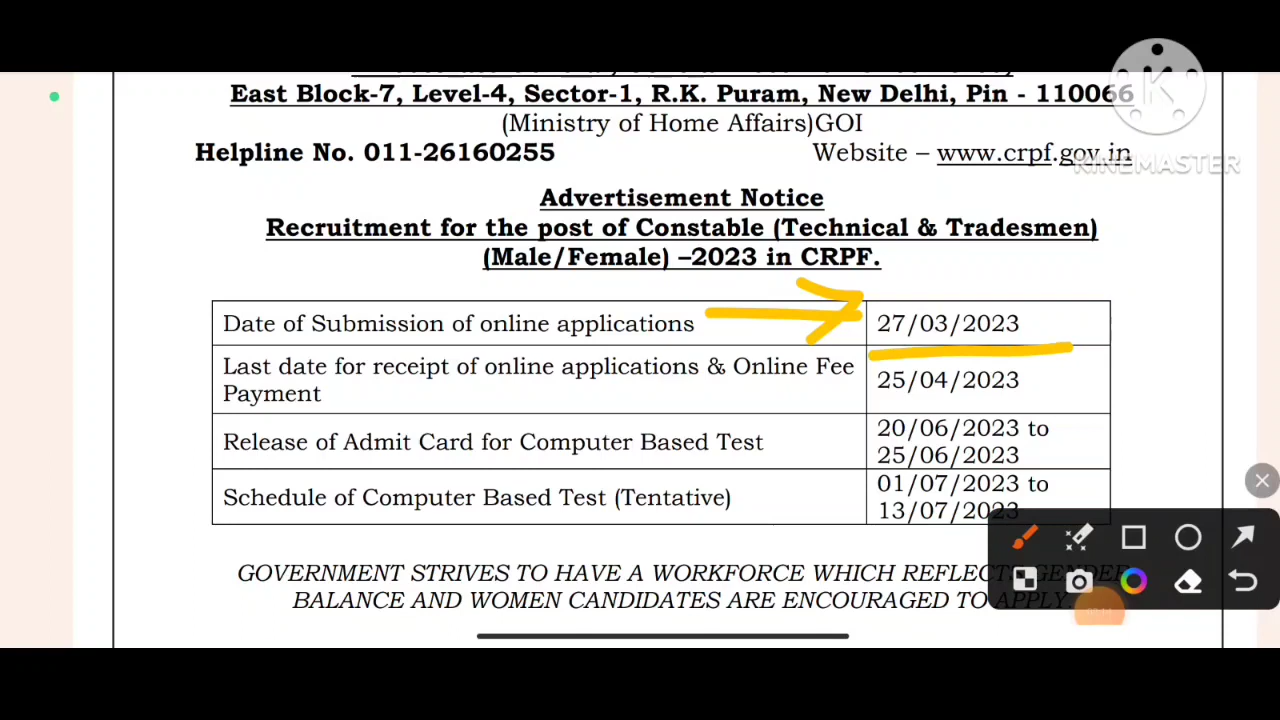 East Block-7, Level-4, Sector-1, R.K. Puram, New Delhi, Pin - 110066
(Ministry of Home Affairs)GOI
Helpline No. 011-26160255 Website – www.crpf.gov.in
KINEMASTER
Advertisement Notice
Recruitment for the post of Constable (Technical & Tradesmen)
(Male/Female) –2023 in CRPF.
Date of Submission of online applications 27/03/2023
Last date for receipt of online applications & Online Fee
Payment 25/04/2023
Release of Admit Card for Computer Based Test 20/06/2023 to
25/06/2023
Schedule of Computer Based Test (Tentative) 01/07/2023 to
13/07/2023
GOVERNMENT STRIVES TO HAVE A WORKFORCE WHICH REFLECTS GENDER
BALANCE AND WOMEN CANDIDATES ARE ENCOURAGED TO APPLY.